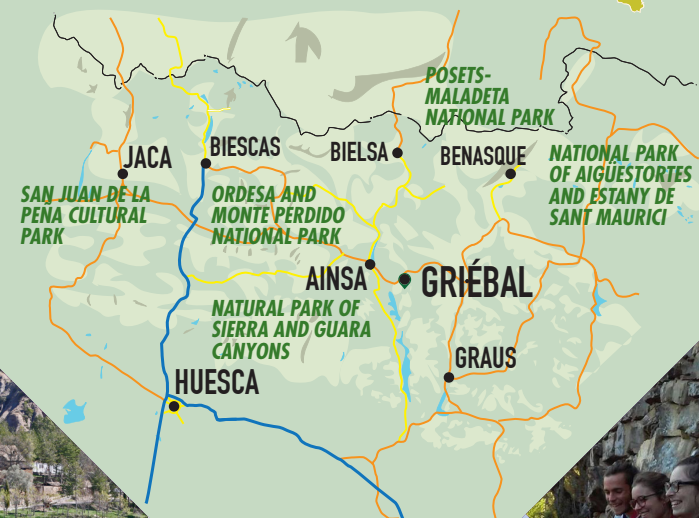 POSETS-
MALADETA
NATIONAL PARK
JACA
BIESCAS
BIELSA
BENASQUE
NATIONAL PARK
OF AIGÜESTORTES
AND ESTANY DE
SANT MAURICI
SAN JUAN DE LA
PEÑA CULTURAL
PARK
ORDESA AND
MONTE PERDIDO
NATIONAL PARK
AINSA
GRIÉBAL
NATURAL PARK OF
SIERRA AND GUARA
CANYONS
GRAUS
HUESCA